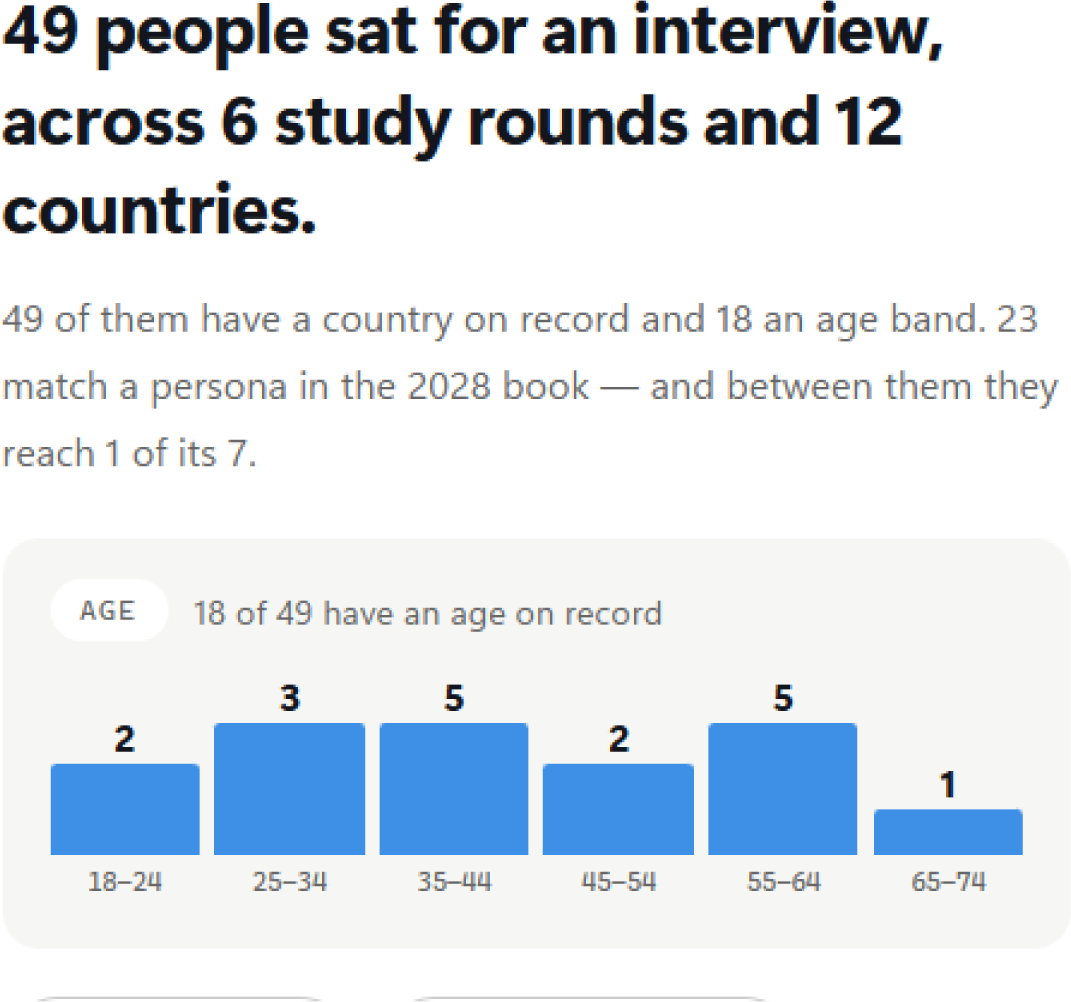 49 people sat for an interview,
across 6 study rounds and 12
countries.
49 of them have a country on record and 18 an age band. 23
match a persona in the 2028 book — and between them they
reach 1 of its 7.
AGE
18 of 49 have an age on record
2
3
5
2
5
1
18–24
25–34
35–44
45–54
55–64
65–74